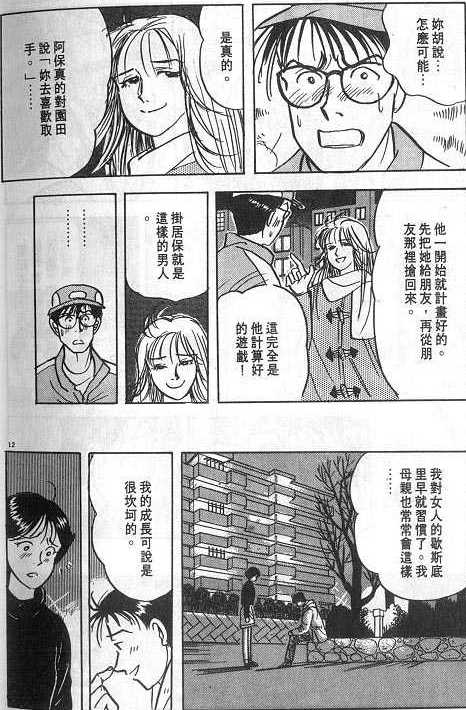 妳胡說…
怎麼可能…
是真的。
阿保真的對園田
說「妳去喜歡取
手。」……
他一開始就計畫好的。
先把她給朋友，再從朋
友那裡搶回來。
這完全是
他計算好
的遊戲！
掛居保就是
這樣的男人
。
……
……
12
我對女人的歇斯底
里早就習慣了。我
母親也常常會這樣
……
我的成長可說是
很坎坷的。